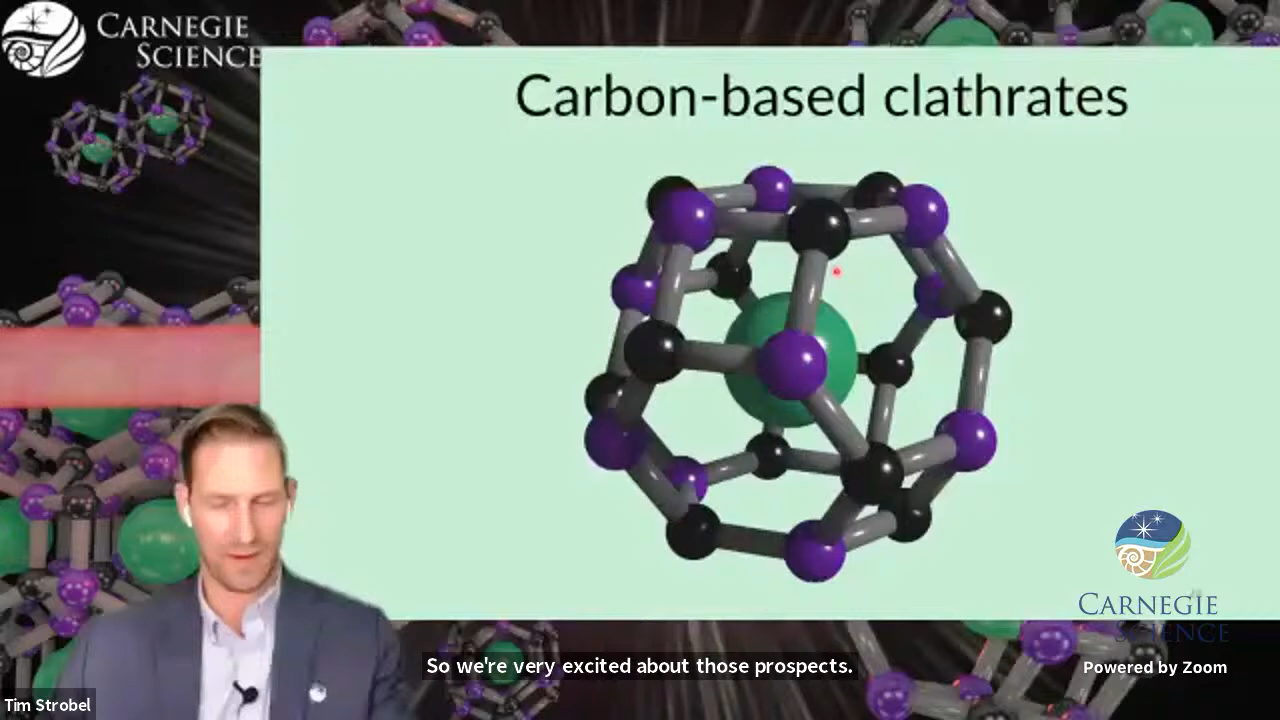 CARNEGIE
SCIENCE
Carbon-based clathrates
CARNEGIE
SCIENCE
So we're very excited about those prospects.
Powered by Zoom
Tim Strobel